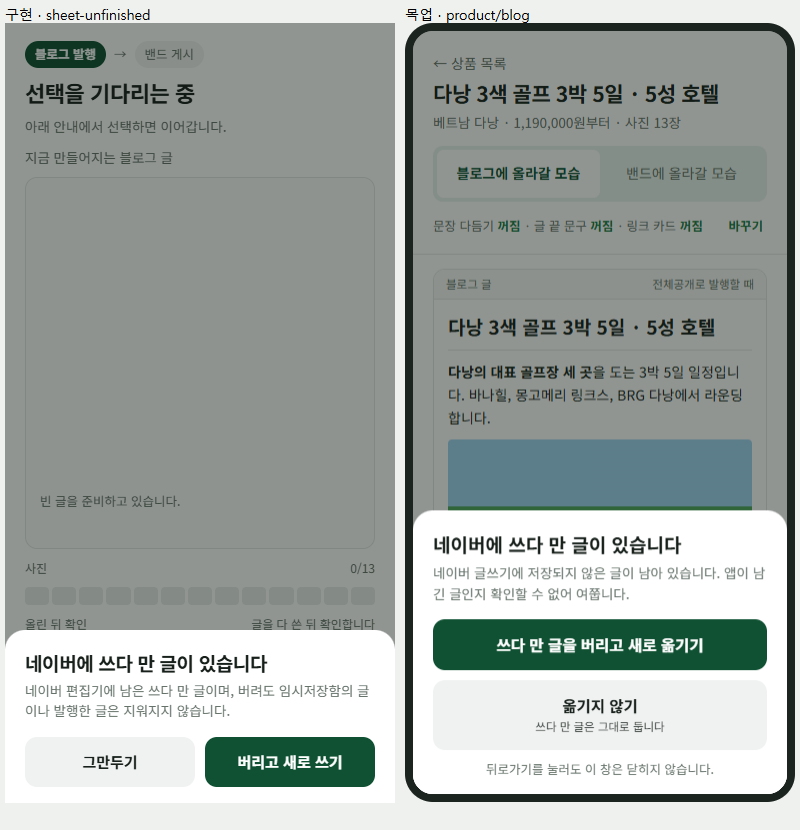 구현 · sheet-unfinished
블로그 발행 → 밴드 게시
선택을 기다리는 중
아래 안내에서 선택하면 이어갑니다.
지금 만들어지는 블로그 글
빈 글을 준비하고 있습니다.
사진 0/13
올린 뒤 확인 글을 다 쓴 뒤 확인합니다
네이버에 쓰다 만 글이 있습니다
네이버 편집기에 남은 쓰다 만 글이며, 버려도 임시저장함의 글
이나 발행한 글은 지워지지 않습니다.
그만두기 버리고 새로 쓰기
목업 · product/blog
← 상품 목록
다낭 3색 골프 3박 5일 · 5성 호텔
베트남 다낭 · 1,190,000원부터 · 사진 13장
블로그에 올라갈 모습 밴드에 올라갈 모습
문장 다듬기 꺼짐 · 글 끝 문구 꺼짐 · 링크 카드 꺼짐 바꾸기
블로그 글 전체공개로 발행할 때
다낭 3색 골프 3박 5일 · 5성 호텔
다낭의 대표 골프장 세 곳을 도는 3박 5일 일정입니
다. 바나힐, 몽고메리 링크스, BRG 다낭에서 라운딩
합니다.
네이버에 쓰다 만 글이 있습니다
네이버 글쓰기에 저장되지 않은 글이 남아 있습니다. 앱이 남
긴 글인지 확인할 수 없어 여쭙니다.
쓰다 만 글을 버리고 새로 옮기기
옮기지 않기
쓰다 만 글은 그대로 둡니다
뒤로가기를 눌러도 이 창은 닫히지 않습니다.